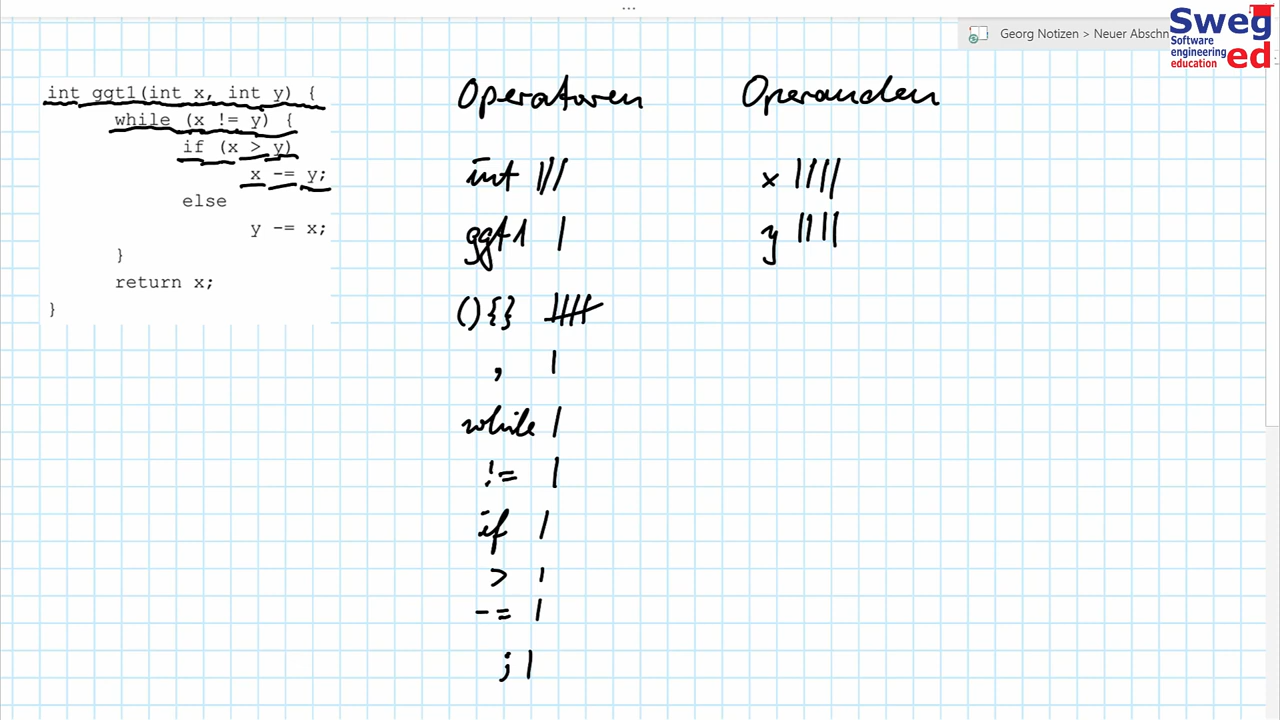 ...
Georg Notizen > Neuer Abschn
Sweg
Software
engineering
education
ed
int ggt1(int x, int y) {
while (x != y) {
if (x > y)
x -= y;
else
y -= x;
}
return x;
}
Operatoren
int |||
ggt1 |
(){} ||||
, |
while |
!= |
if |
> |
-= |
; |
Operanden
x ||||
y ||||